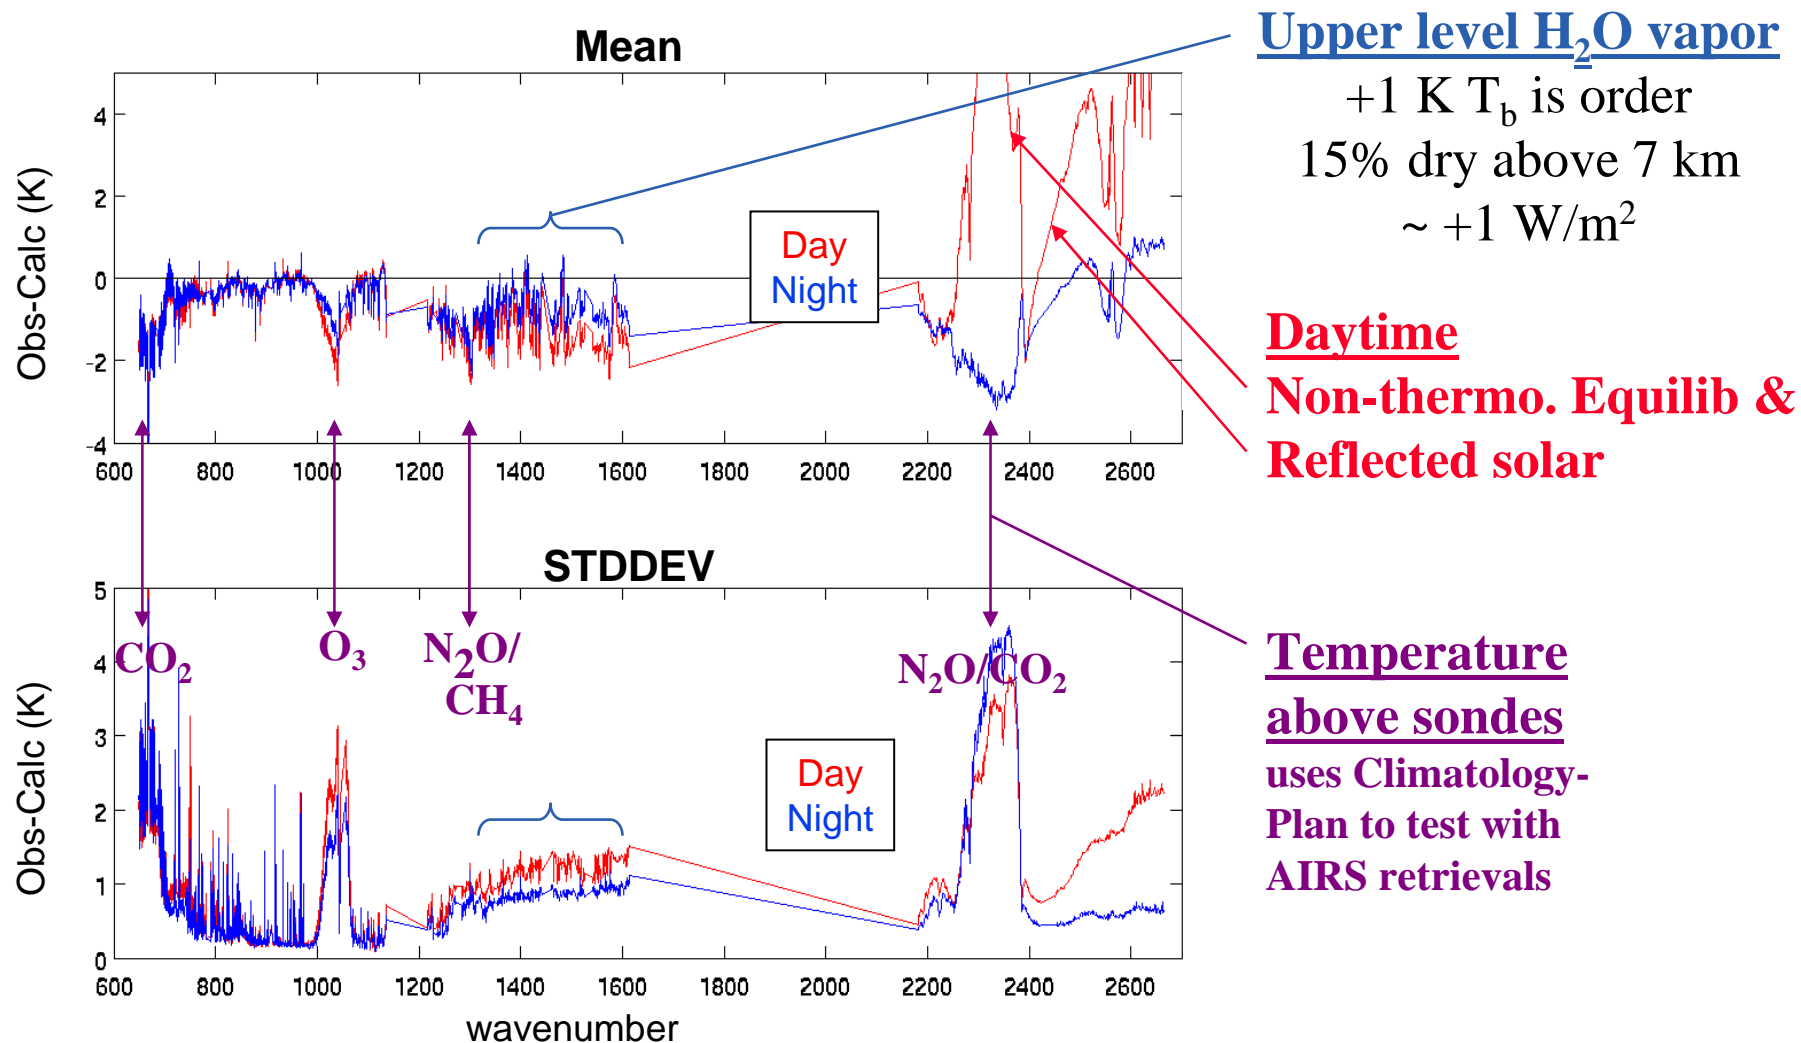 Mean
Upper level H₂O vapor
+1 K T_b is order
15% dry above 7 km
~ +1 W/m²
Obs-Calc (K)
4
2
0
-2
-4
Day
Night
600 800 1000 1200 1400 1600 1800 2000 2200 2400 2600
Daytime
Non-thermo. Equilib &
Reflected solar
STDDEV
Obs-Calc (K)
5
4
3
2
1
0
CO₂
O₃
N₂O/
CH₄
N₂O/CO₂
Day
Night
600 800 1000 1200 1400 1600 1800 2000 2200 2400 2600
wavenumber
Temperature
above sondes
uses Climatology-
Plan to test with
AIRS retrievals